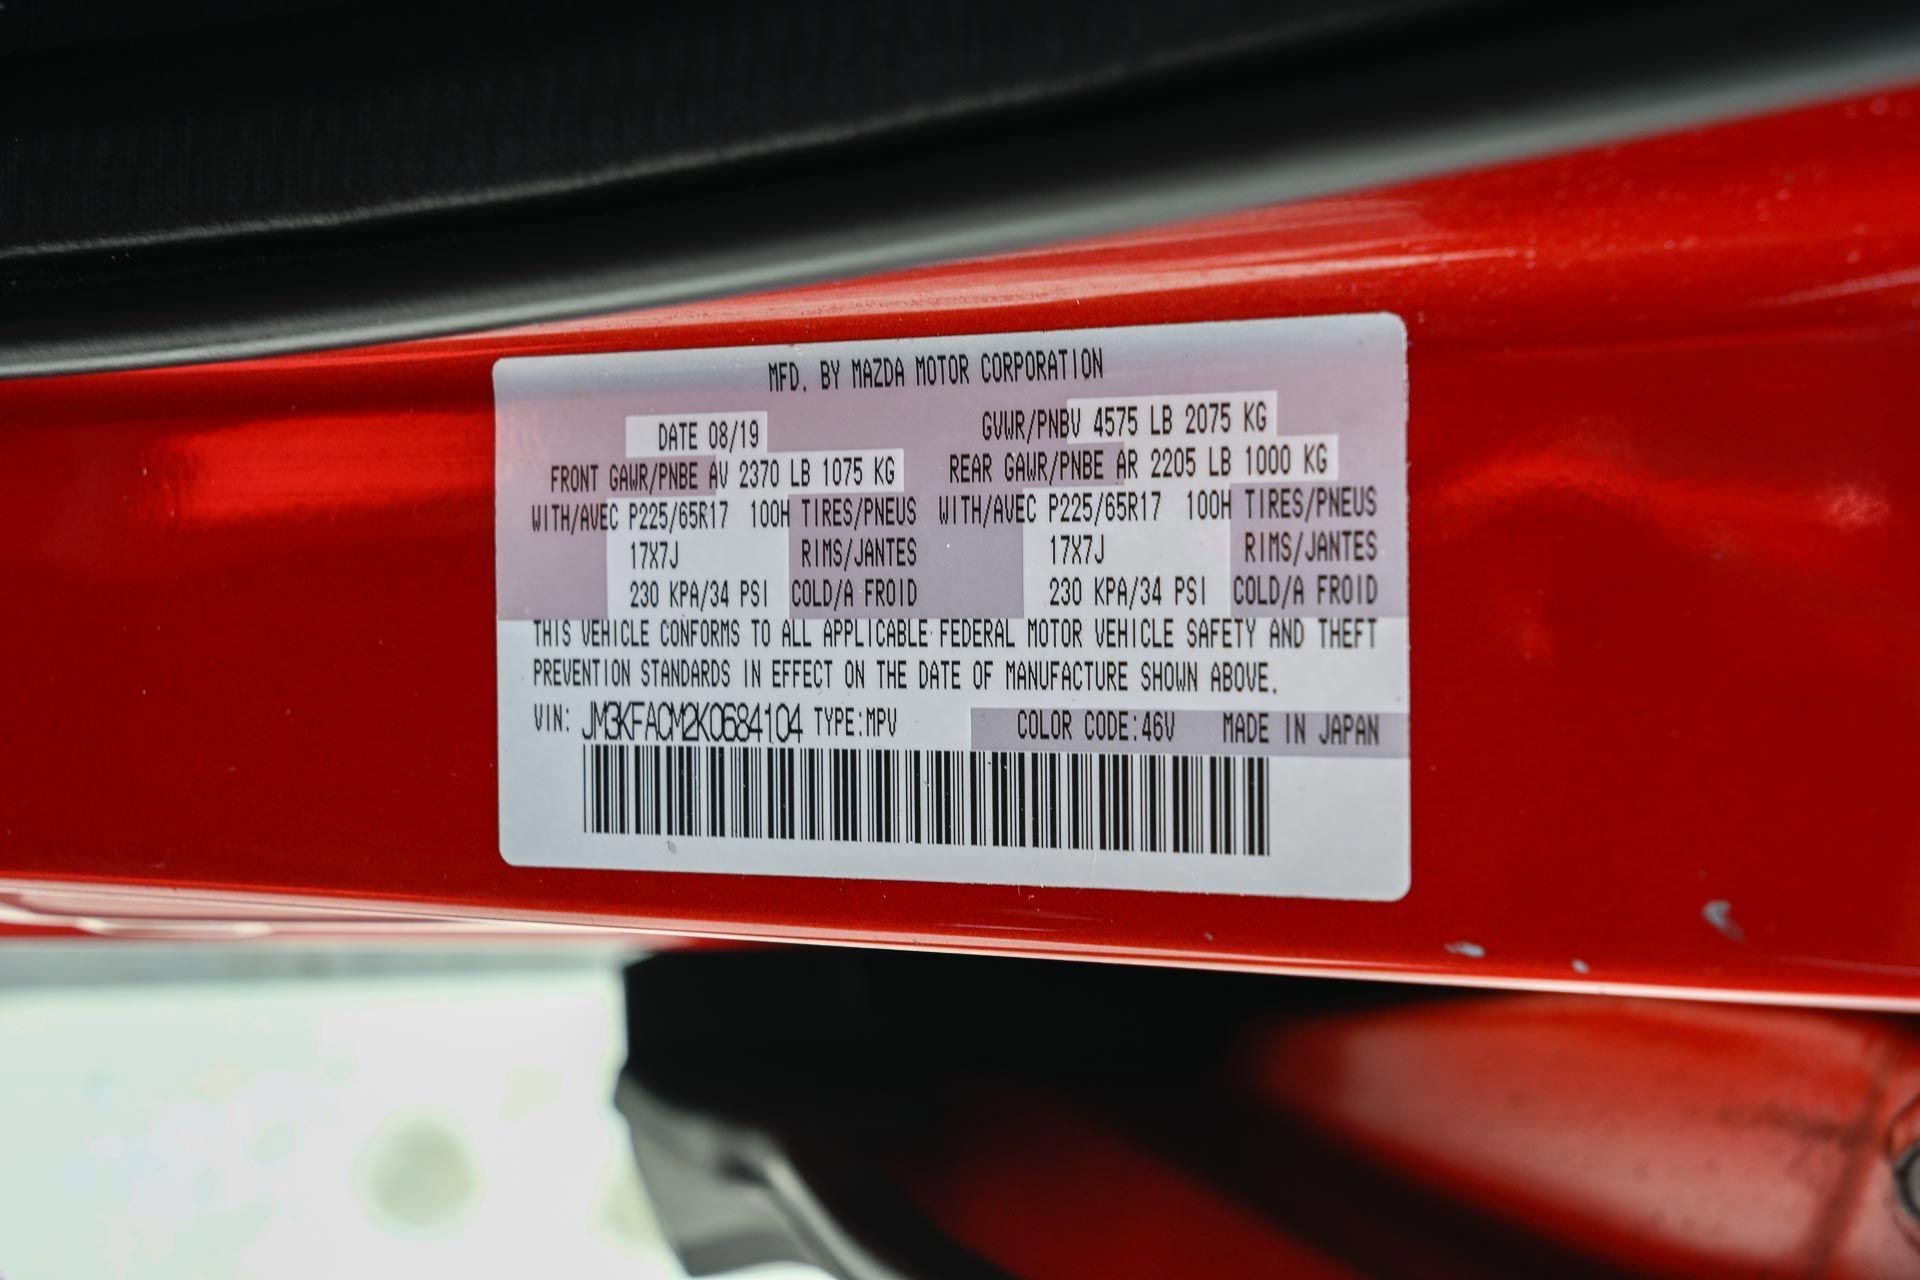 MFD. BY MAZDA MOTOR CORPORATION
DATE 08/19 GVWR/PNBV 4575 LB 2075 KG
FRONT GAWR/PNBE AV 2370 LB 1075 KG REAR GAWR/PNBE AR 2205 LB 1000 KG
WITH/AVEC P225/65R17 100H TIRES/PNEUS WITH/AVEC P225/65R17 100H TIRES/PNEUS
17X7J RIMS/JANTES 17X7J RIMS/JANTES
230 KPA/34 PSI COLD/A FROID 230 KPA/34 PSI COLD/A FROID
THIS VEHICLE CONFORMS TO ALL APPLICABLE FEDERAL MOTOR VEHICLE SAFETY AND THEFT
PREVENTION STANDARDS IN EFFECT ON THE DATE OF MANUFACTURE SHOWN ABOVE.
VIN: JM3KFACM2K0684104 TYPE:MPV COLOR CODE:46V MADE IN JAPAN